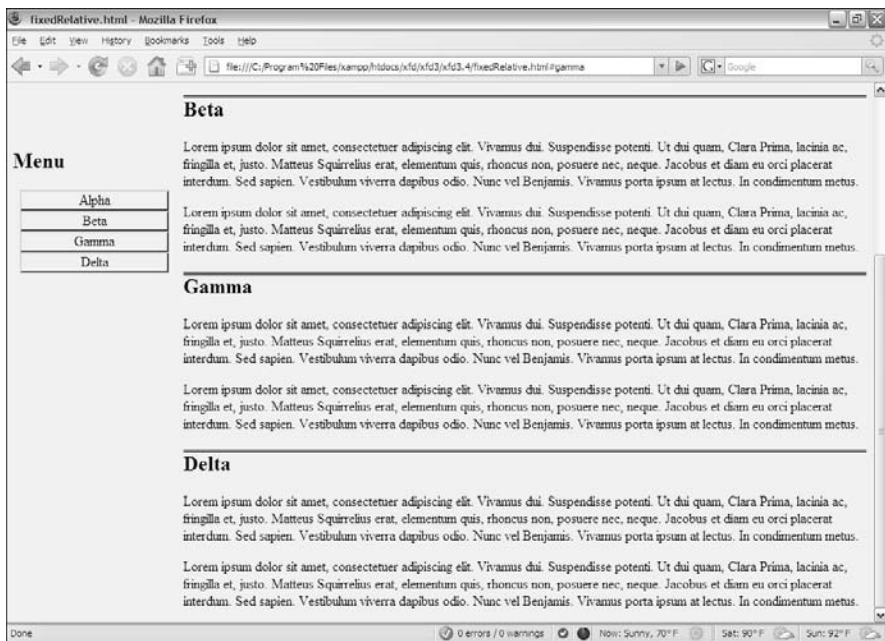 fixedRelative.html - Mozilla Firefox
File Edit View History Bookmarks Tools Help
file:///C:/Program%20Files/xampp/htdocs/xfd/xfd3/xfd3.4/fixedRelative.html#gamma
Google
Menu
Alpha
Beta
Gamma
Delta
Beta
Lorem ipsum dolor sit amet, consectetuer adipiscing elit. Vivamus dui. Suspendisse potenti. Ut dui quam, Clara Prima, lacinia ac,
fringilla et, justo. Matteus Squirrelius erat, elementum quis, rhoncus non, posuere nec, neque. Jacobus et diam eu orci placerat
interdum. Sed sapien. Vestibulum viverra dapibus odio. Nunc vel Benjamis. Vivamus porta ipsum at lectus. In condimentum metus.
Lorem ipsum dolor sit amet, consectetuer adipiscing elit. Vivamus dui. Suspendisse potenti. Ut dui quam, Clara Prima, lacinia ac,
fringilla et, justo. Matteus Squirrelius erat, elementum quis, rhoncus non, posuere nec, neque. Jacobus et diam eu orci placerat
interdum. Sed sapien. Vestibulum viverra dapibus odio. Nunc vel Benjamis. Vivamus porta ipsum at lectus. In condimentum metus.
Gamma
Lorem ipsum dolor sit amet, consectetuer adipiscing elit. Vivamus dui. Suspendisse potenti. Ut dui quam, Clara Prima, lacinia ac,
fringilla et, justo. Matteus Squirrelius erat, elementum quis, rhoncus non, posuere nec, neque. Jacobus et diam eu orci placerat
interdum. Sed sapien. Vestibulum viverra dapibus odio. Nunc vel Benjamis. Vivamus porta ipsum at lectus. In condimentum metus.
Lorem ipsum dolor sit amet, consectetuer adipiscing elit. Vivamus dui. Suspendisse potenti. Ut dui quam, Clara Prima, lacinia ac,
fringilla et, justo. Matteus Squirrelius erat, elementum quis, rhoncus non, posuere nec, neque. Jacobus et diam eu orci placerat
interdum. Sed sapien. Vestibulum viverra dapibus odio. Nunc vel Benjamis. Vivamus porta ipsum at lectus. In condimentum metus.
Delta
Lorem ipsum dolor sit amet, consectetuer adipiscing elit. Vivamus dui. Suspendisse potenti. Ut dui quam, Clara Prima, lacinia ac,
fringilla et, justo. Matteus Squirrelius erat, elementum quis, rhoncus non, posuere nec, neque. Jacobus et diam eu orci placerat
interdum. Sed sapien. Vestibulum viverra dapibus odio. Nunc vel Benjamis. Vivamus porta ipsum at lectus. In condimentum metus.
Lorem ipsum dolor sit amet, consectetuer adipiscing elit. Vivamus dui. Suspendisse potenti. Ut dui quam, Clara Prima, lacinia ac,
fringilla et, justo. Matteus Squirrelius erat, elementum quis, rhoncus non, posuere nec, neque. Jacobus et diam eu orci placerat
interdum. Sed sapien. Vestibulum viverra dapibus odio. Nunc vel Benjamis. Vivamus porta ipsum at lectus. In condimentum metus.
Done 0 errors / 0 warnings Now: Sunny, 70° F Sat: 90° F Sun: 92° F